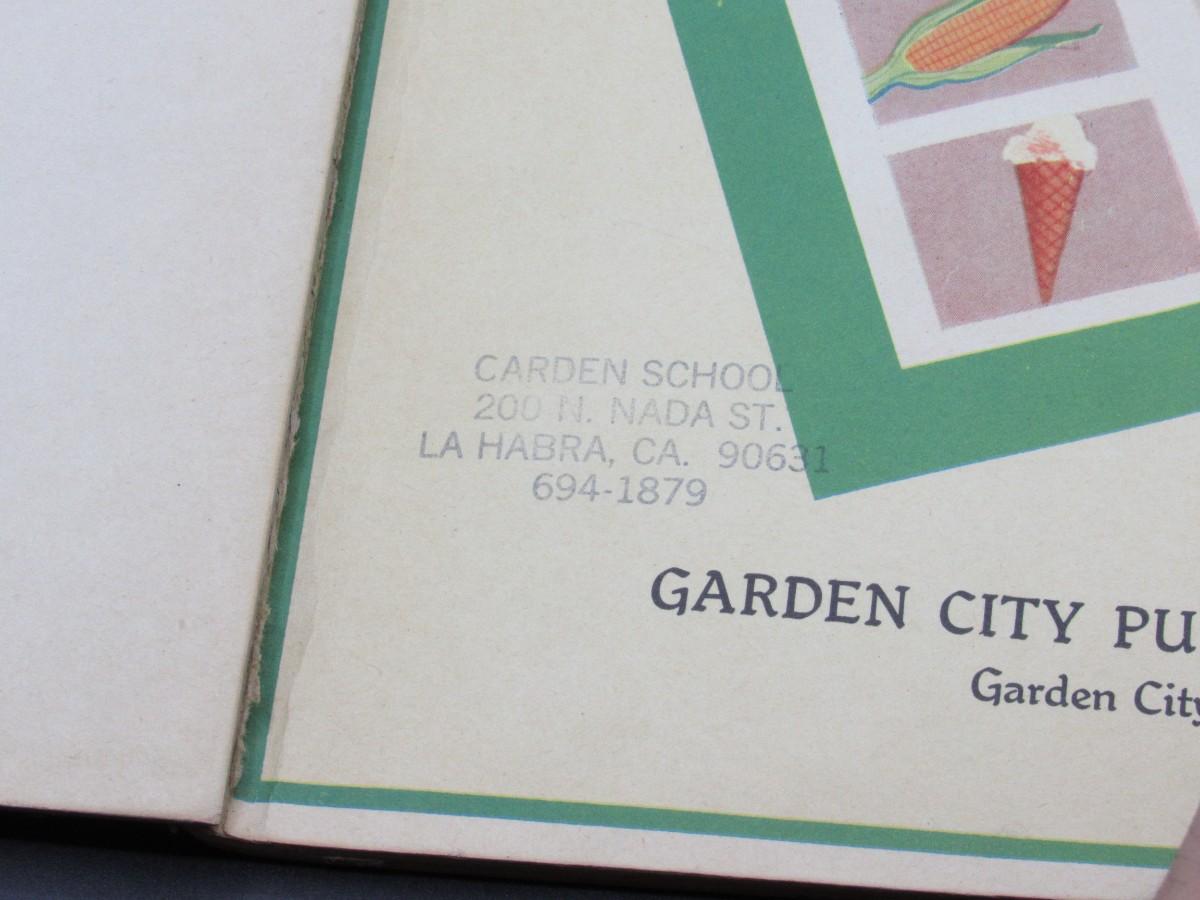 CARDEN SCHOOL
200 N. NADA ST.
LA HABRA, CA. 90631
694-1879
GARDEN CITY PU
Garden City